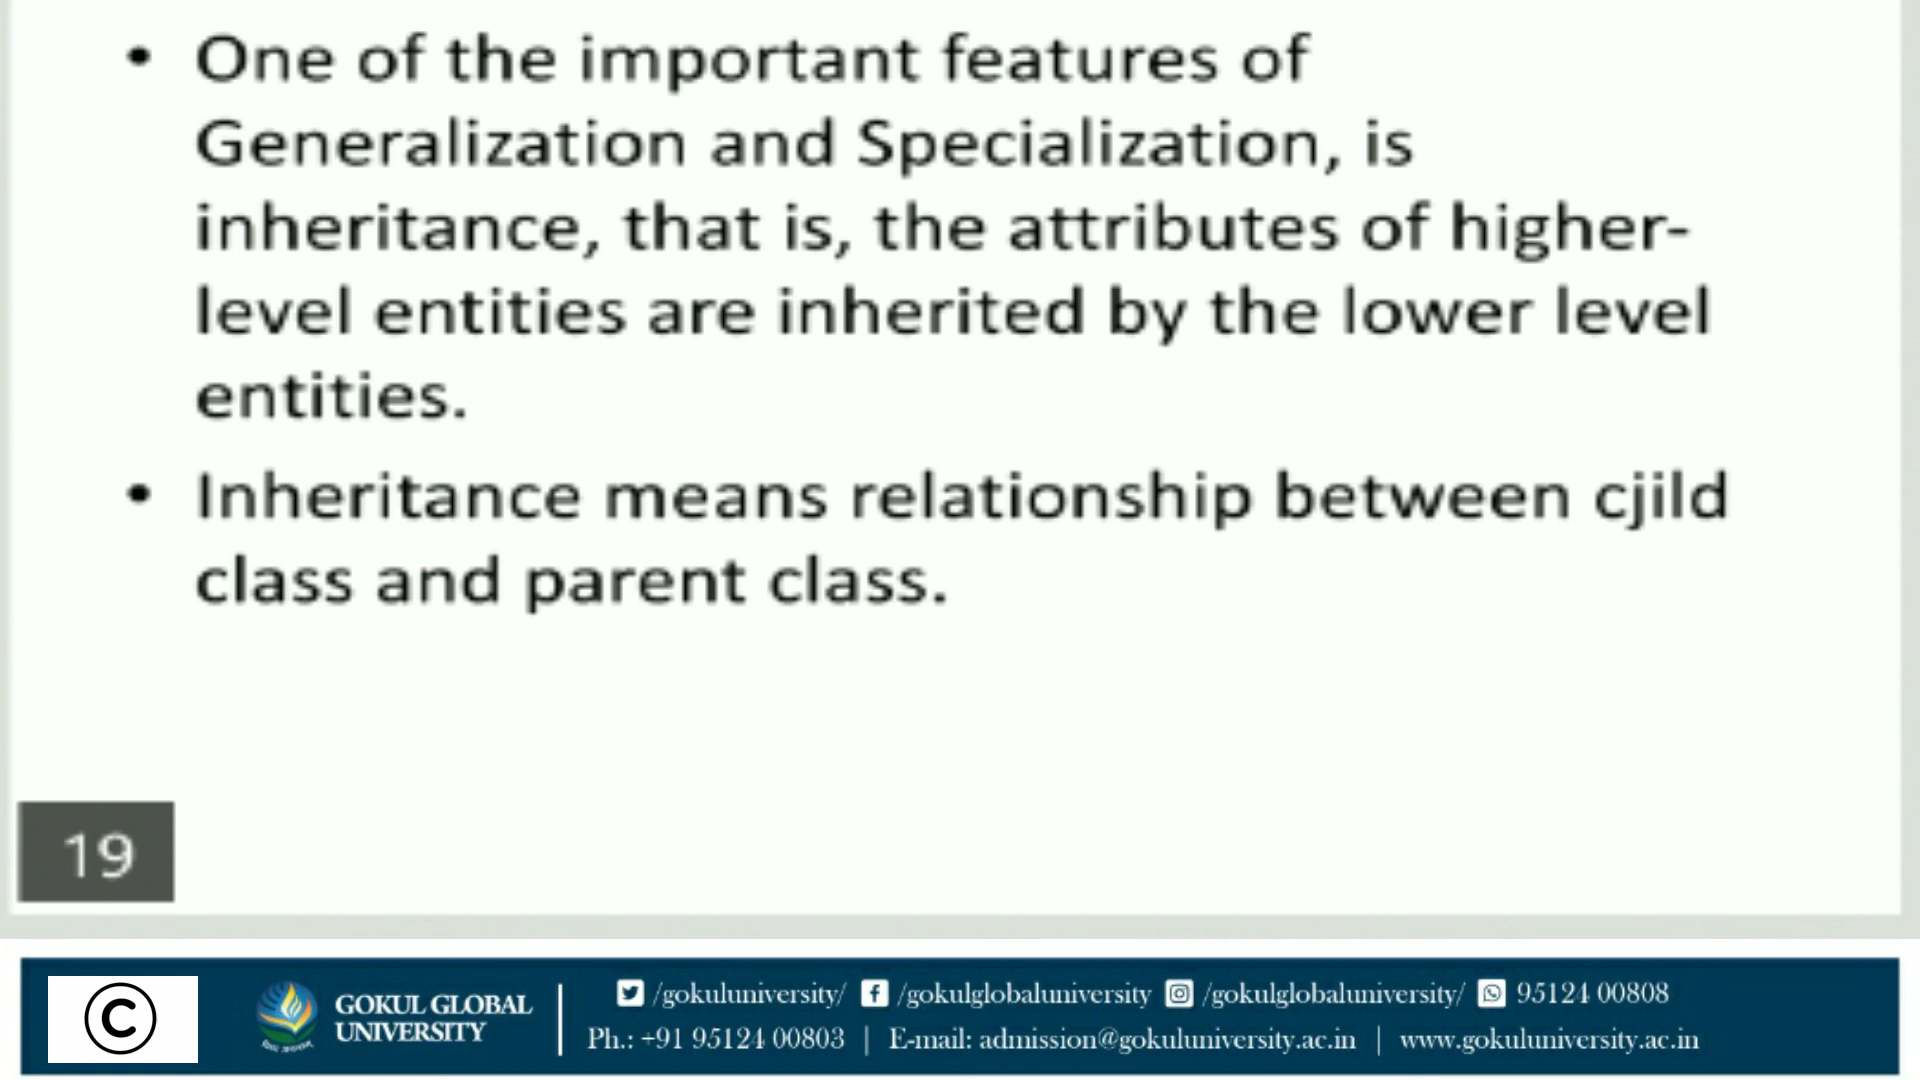 • One of the important features of
Generalization and Specialization, is
inheritance, that is, the attributes of higher-
level entities are inherited by the lower level
entities.
• Inheritance means relationship between cjild
class and parent class.
19
©
GOKUL GLOBAL
UNIVERSITY
/gokuluniversity/ /gokulglobaluniversity /gokulglobaluniversity/ 95124 00808
Ph.: +91 95124 00803 | E-mail: admission@gokuluniversity.ac.in | www.gokuluniversity.ac.in